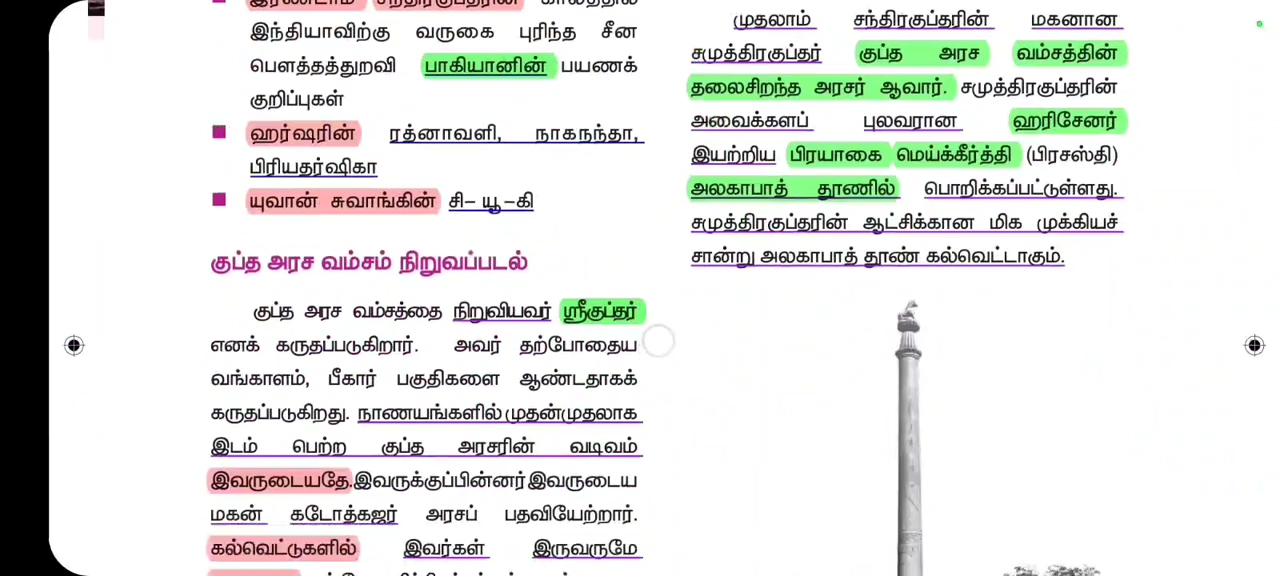 இரண்டாம் சந்திரகுப்தரின் காலத்தில்
இந்தியாவிற்கு வருகை புரிந்த சீன
பௌத்தத்துறவி பாகியானின் பயணக்
குறிப்புகள்
ஹர்ஷரின் ரத்னாவளி, நாகநந்தா,
பிரியதர்ஷிகா
யுவான் சுவாங்கின் சி– யூ –கி
குப்த அரச வம்சம் நிறுவப்படல்
குப்த அரச வம்சத்தை நிறுவியவர் ஸ்ரீகுப்தர்
எனக் கருதப்படுகிறார். அவர் தற்போதைய
வங்காளம், பீகார் பகுதிகளை ஆண்டதாகக்
கருதப்படுகிறது. நாணயங்களில் முதன்முதலாக
இடம் பெற்ற குப்த அரசரின் வடிவம்
இவருடையதே.இவருக்குப்பின்னர்இவருடைய
மகன் கடோத்கஜர் அரசப் பதவியேற்றார்.
கல்வெட்டுகளில் இவர்கள் இருவருமே
முதலாம் சந்திரகுப்தரின் மகனான
சமுத்திரகுப்தர் குப்த அரச வம்சத்தின்
தலைசிறந்த அரசர் ஆவார். சமுத்திரகுப்தரின்
அவைக்களப் புலவரான ஹரிசேனர்
இயற்றிய பிரயாகை மெய்க்கீர்த்தி (பிரசஸ்தி)
அலகாபாத் தூணில் பொறிக்கப்பட்டுள்ளது.
சமுத்திரகுப்தரின் ஆட்சிக்கான மிக முக்கியச்
சான்று அலகாபாத் தூண் கல்வெட்டாகும்.